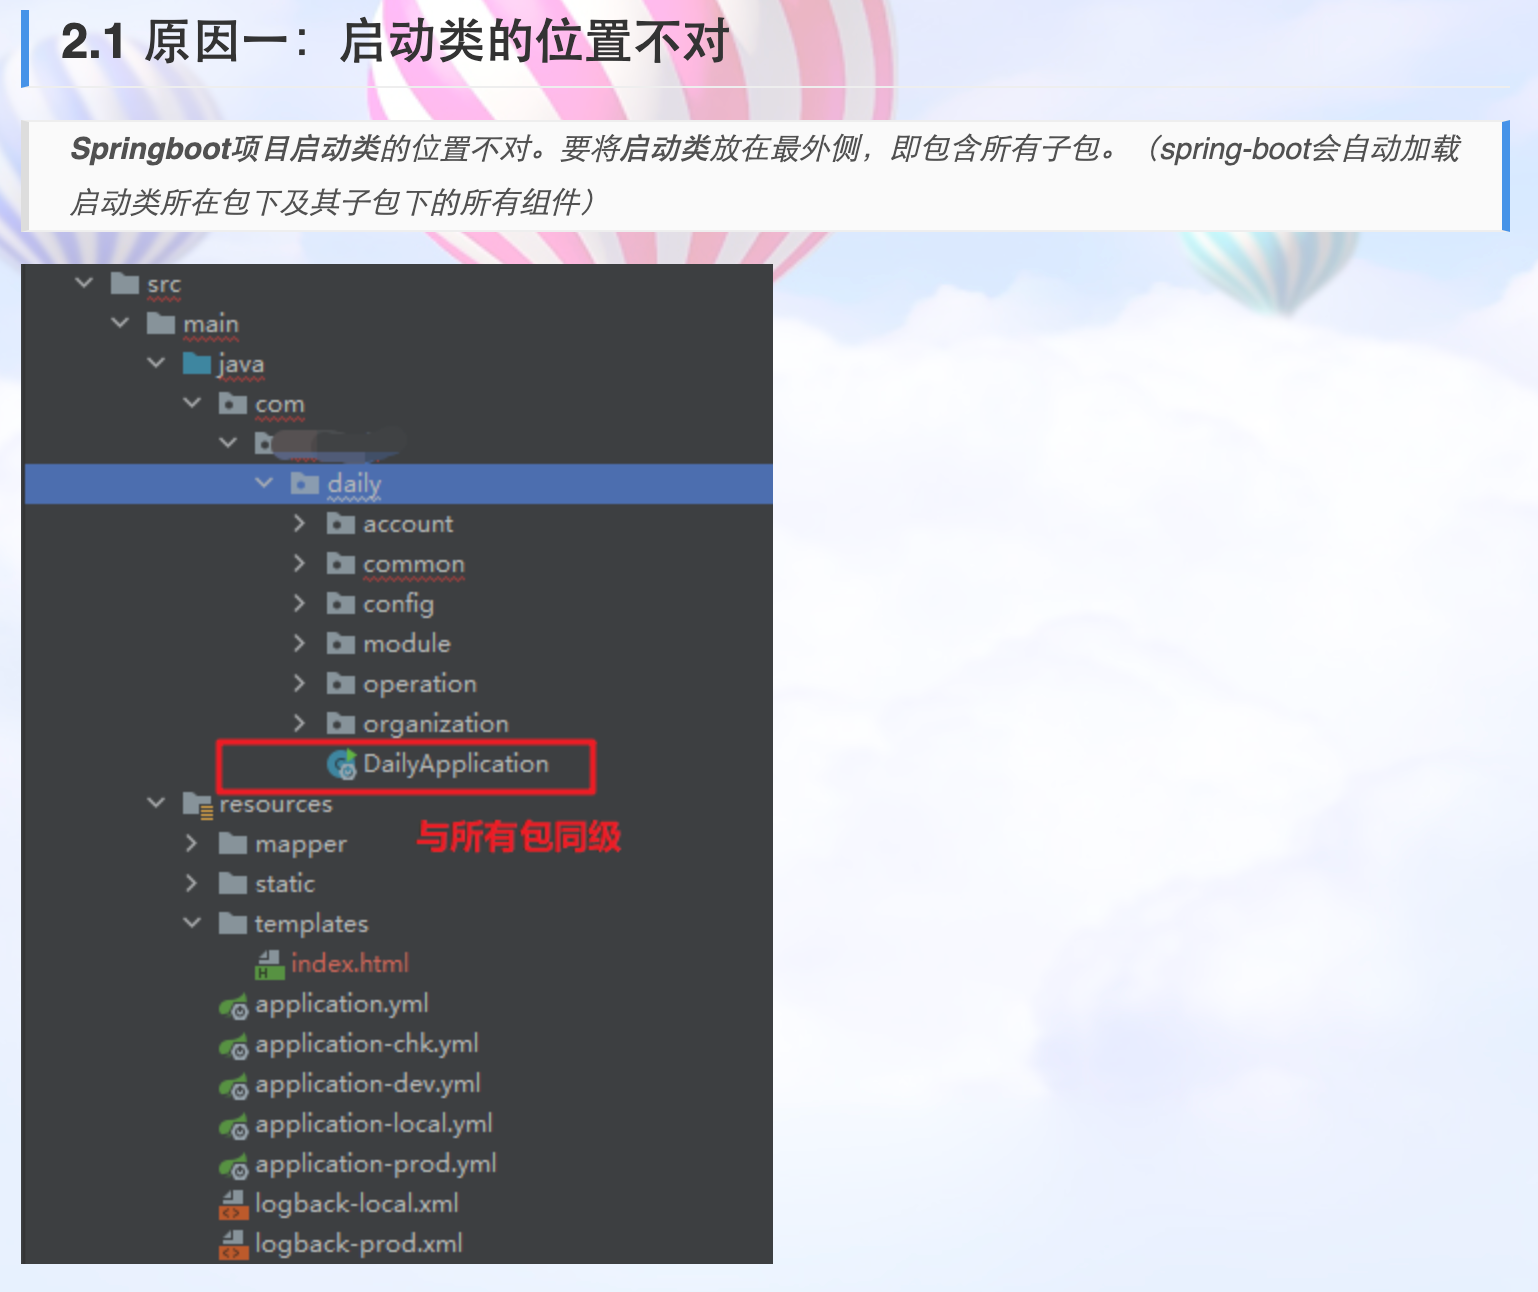 2.1 原因一：启动类的位置不对
Springboot项目启动类的位置不对。要将启动类放在最外侧，即包含所有子包。（spring-boot会自动加载
启动类所在包下及其子包下的所有组件）
src
main
java
com
daily
account
common
config
module
operation
organization
DailyApplication
resources
与所有包同级
mapper
static
templates
index.html
application.yml
application-chk.yml
application-dev.yml
application-local.yml
application-prod.yml
logback-local.xml
logback-prod.xml